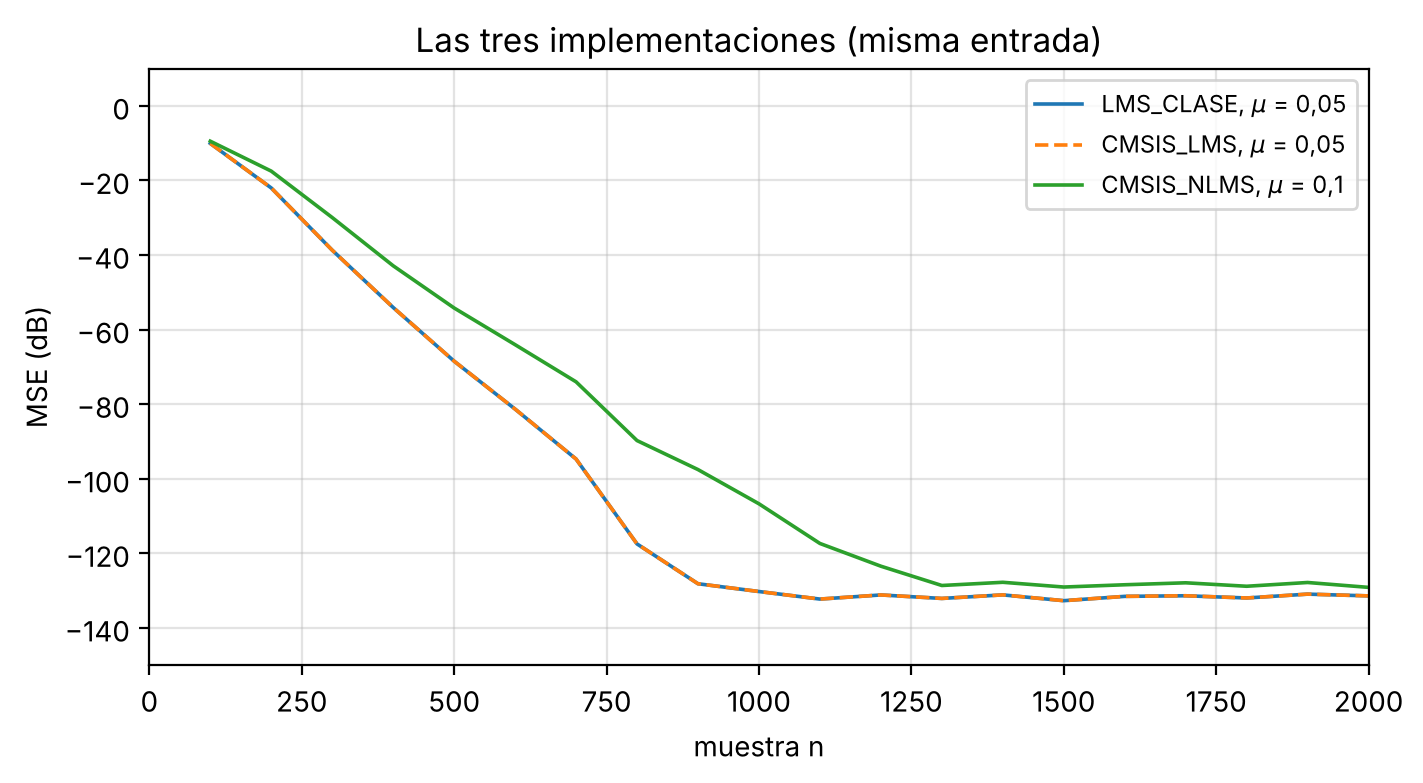 Las tres implementaciones (misma entrada)
LMS_CLASE, μ = 0,05
CMSIS_LMS, μ = 0,05
CMSIS_NLMS, μ = 0,1
MSE (dB)
0
−20
−40
−60
−80
−100
−120
−140
0 250 500 750 1000 1250 1500 1750 2000
muestra n